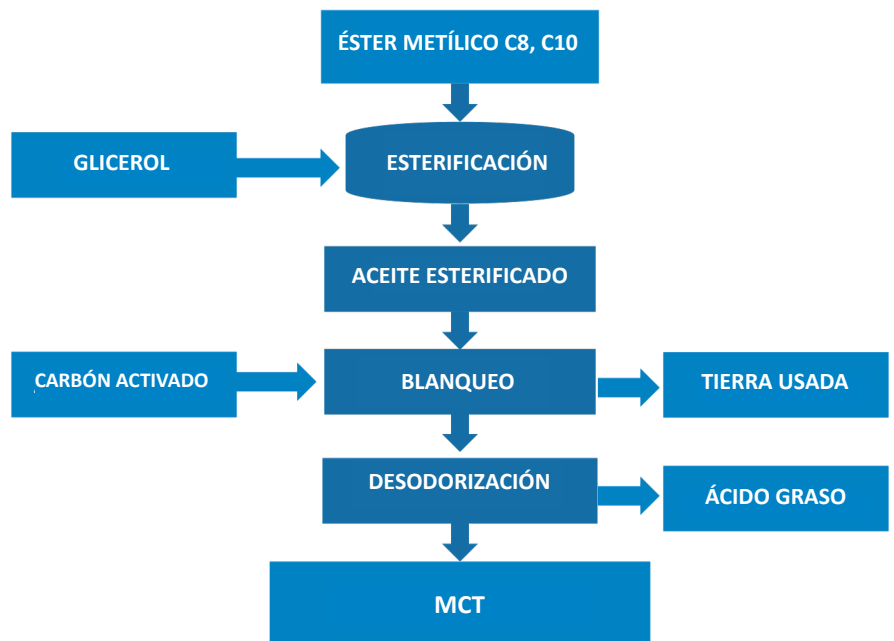 ÉSTER METÍLICO C8, C10
GLICEROL
ESTERIFICACIÓN
ACEITE ESTERIFICADO
CARBÓN ACTIVADO
BLANQUEO
TIERRA USADA
DESODORIZACIÓN
ÁCIDO GRASO
MCT